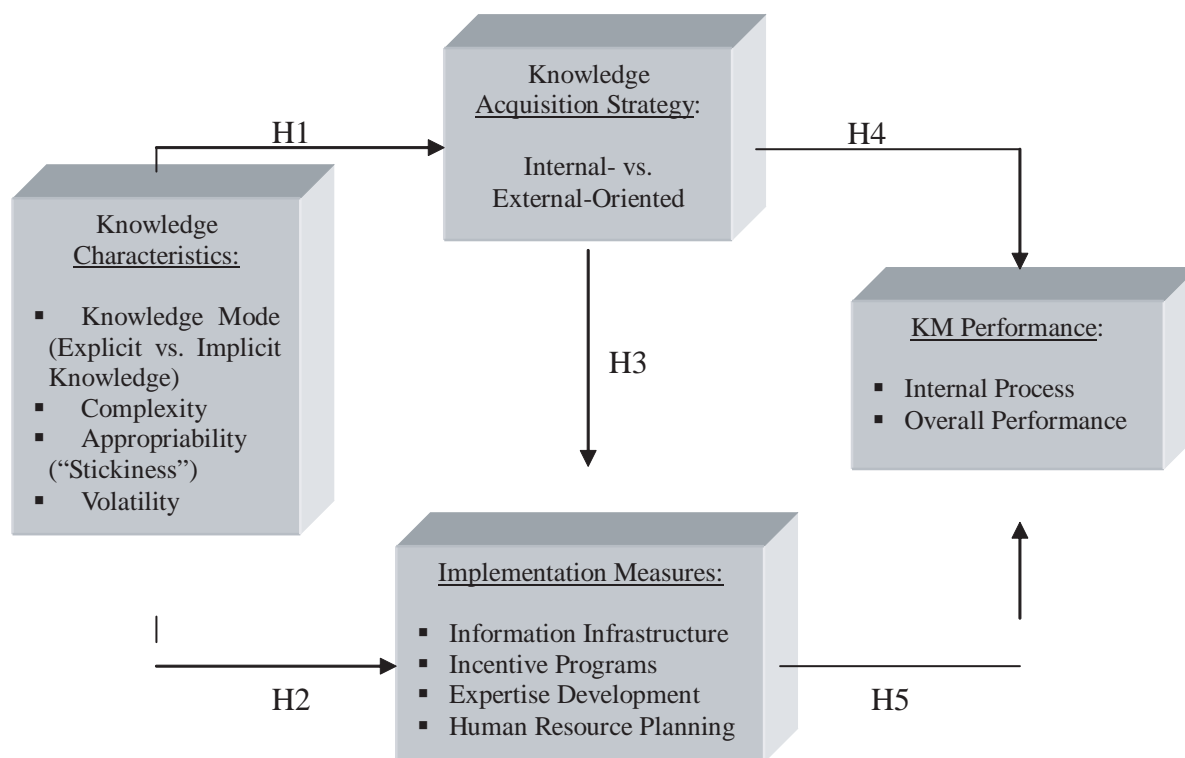 Knowledge
Acquisition Strategy:
Internal- vs.
External-Oriented
H1
H4
Knowledge
Characteristics:
▪ Knowledge Mode
(Explicit vs. Implicit
Knowledge)
▪ Complexity
▪ Appropriability
(“Stickiness”)
▪ Volatility
H3
KM Performance:
▪ Internal Process
▪ Overall Performance
Implementation Measures:
▪ Information Infrastructure
▪ Incentive Programs
▪ Expertise Development
▪ Human Resource Planning
H2
H5